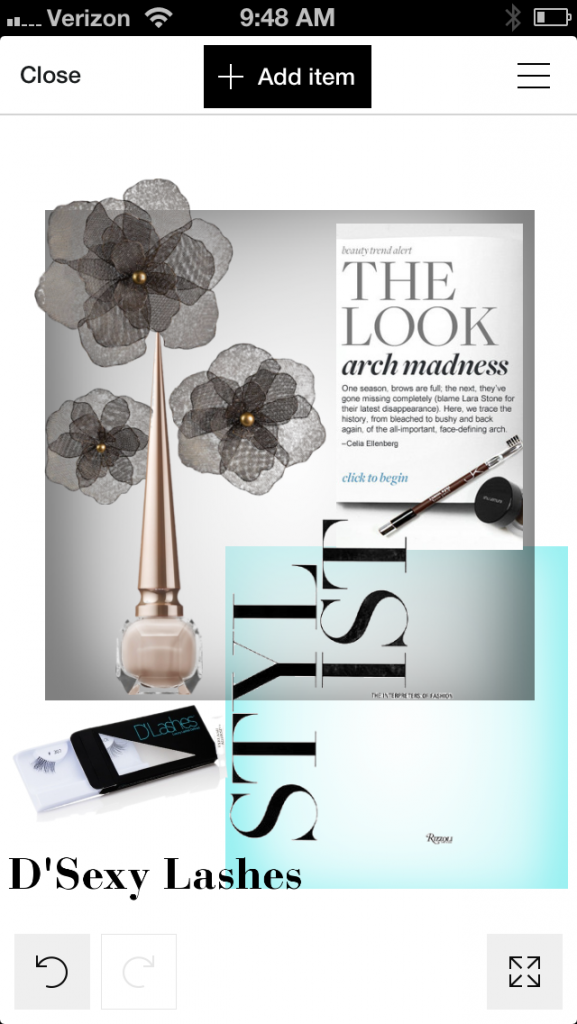 Verizon 9:48 AM
Close
Add item
beauty trend alert
THE
LOOK
arch madness
One season, brows are full; the next, they've
gone missing completely (blame Lara Stone for
their latest disappearance). Here, we trace the
history, from bleached to bushy and back
again, of the all-important, face-defining arch.
–Celia Ellenberg
click to begin
STYL
IST
THE INTERPRETERS OF FASHION
RIZZOLI
D'Lashes
D'Sexy Lashes